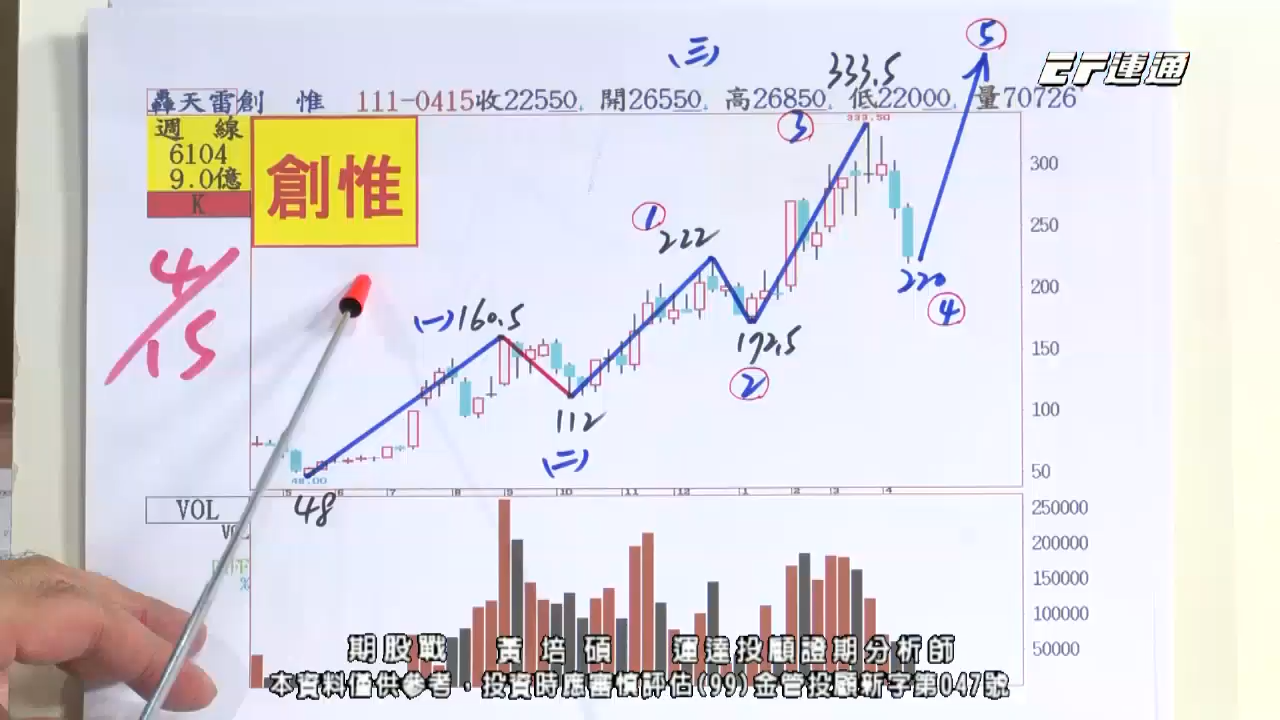 (三)
5
EF運通
333.5
轟天雷創 惟 111-0415收22550 開26550 高26850 低22000 量70726
3
333.50
週 線
6104
9.0億
K
創惟
300
250
200
150
100
50
4/15
1
222
220
4
(一)160.5
192.5
2
112
(二)
48.00
48
5 6 7 8 9 10 11 12 1 2 3 4
VOL
250000
200000
150000
100000
50000
期股戰 黃培碩 運達投顧證期分析師
本資料僅供參考，投資時應審慎評估(99)金管投顧新字第047號